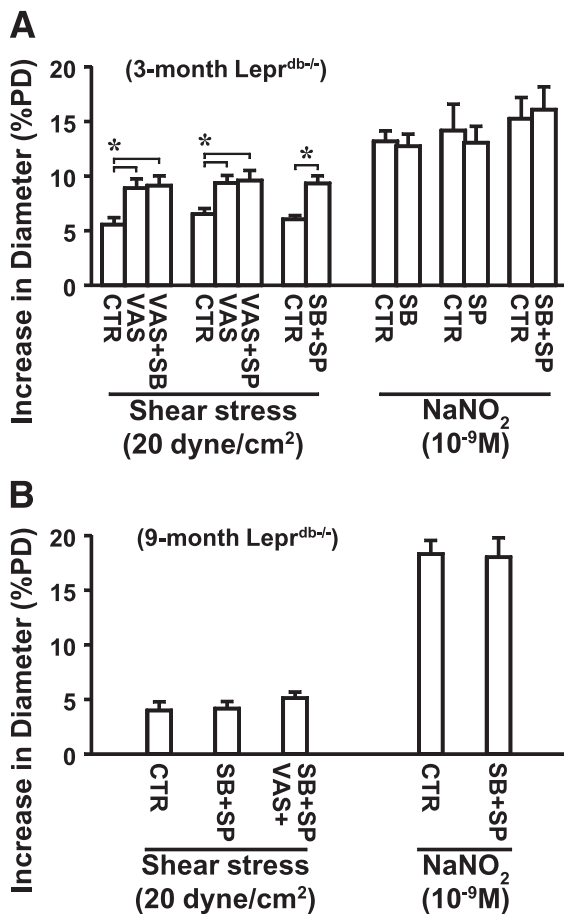 A
Increase in Diameter (%PD)
20
15
10
5
0
(3-month Lepr^db-/-)
*
*
*
CTR
VAS
VAS+SB
CTR
VAS
VAS+SP
CTR
SB+SP
CTR
SB
CTR
SP
CTR
SB+SP
Shear stress
(20 dyne/cm²)
NaNO₂
(10⁻⁹M)
B
Increase in Diameter (%PD)
20
15
10
5
0
(9-month Lepr^db-/-)
CTR
SB+SP
SB+SP
VAS+
CTR
SB+SP
Shear stress
(20 dyne/cm²)
NaNO₂
(10⁻⁹M)